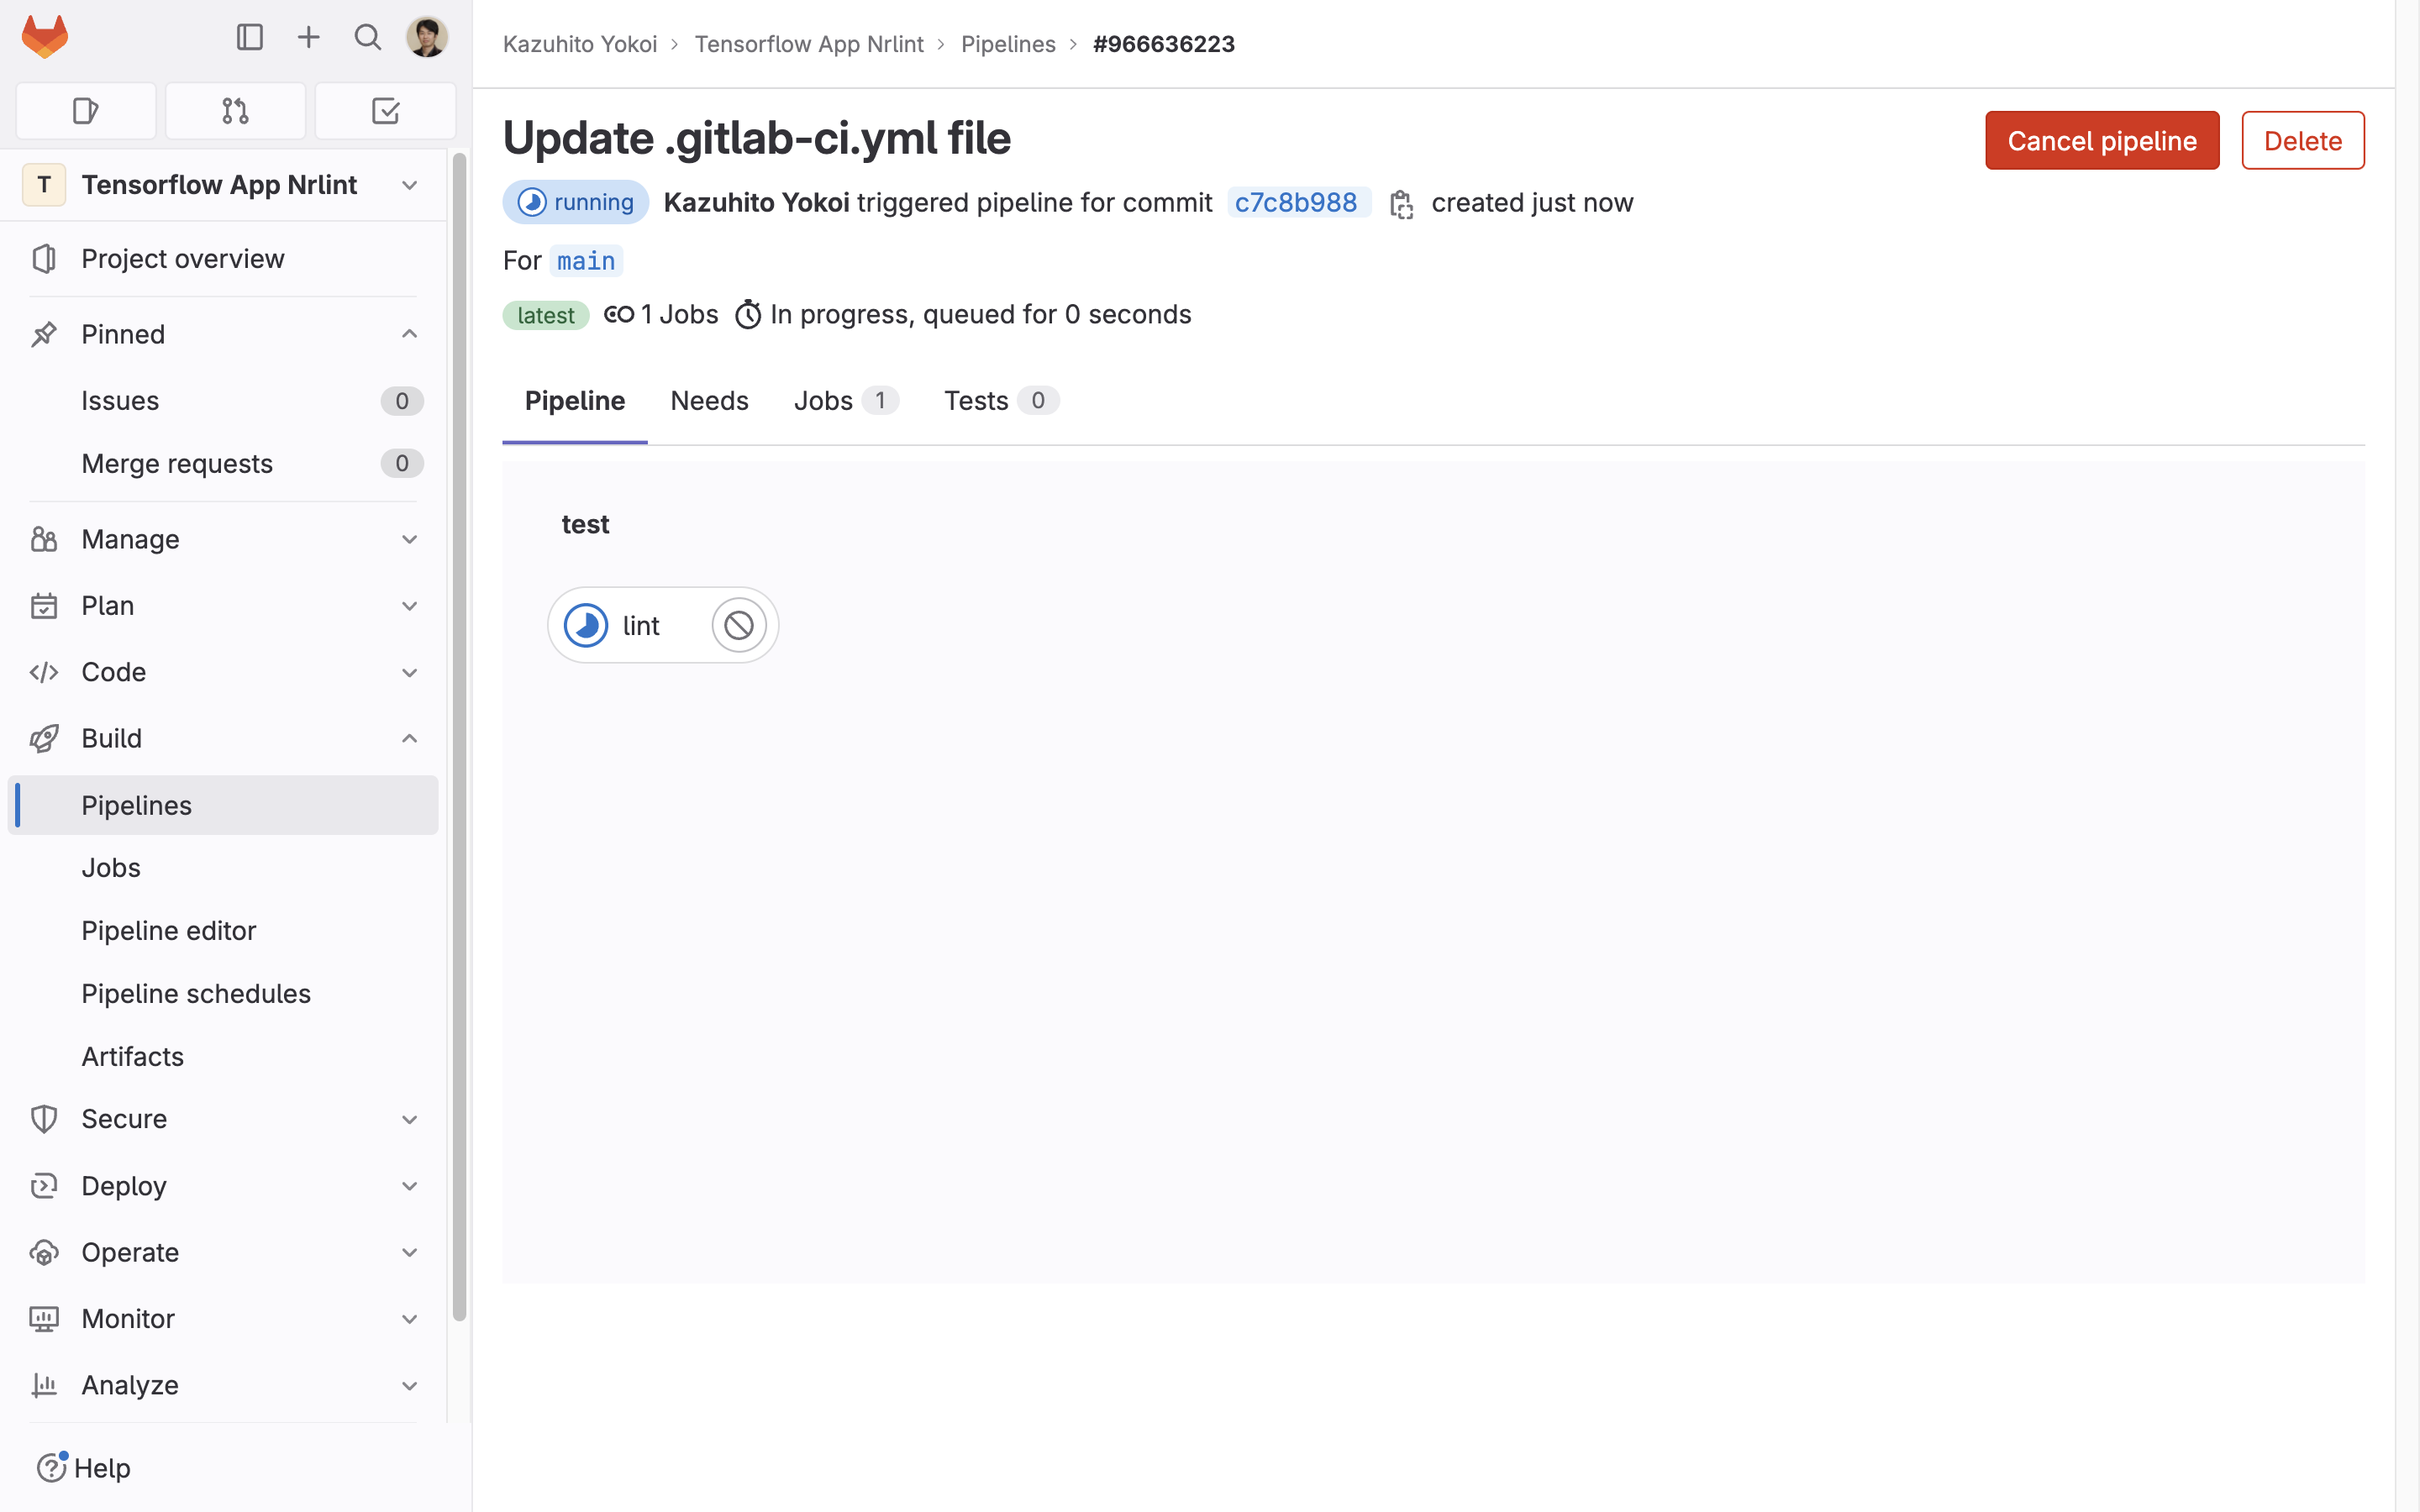 Kazuhito Yokoi › Tensorflow App Nrlint › Pipelines › #966636223
T Tensorflow App Nrlint
Project overview
Pinned
Issues 0
Merge requests 0
Manage
Plan
Code
Build
Pipelines
Jobs
Pipeline editor
Pipeline schedules
Artifacts
Secure
Deploy
Operate
Monitor
Analyze
Help
Update .gitlab-ci.yml file
Cancel pipeline Delete
running Kazuhito Yokoi triggered pipeline for commit c7c8b988 created just now
For main
latest 1 Jobs In progress, queued for 0 seconds
Pipeline Needs Jobs 1 Tests 0
test
lint